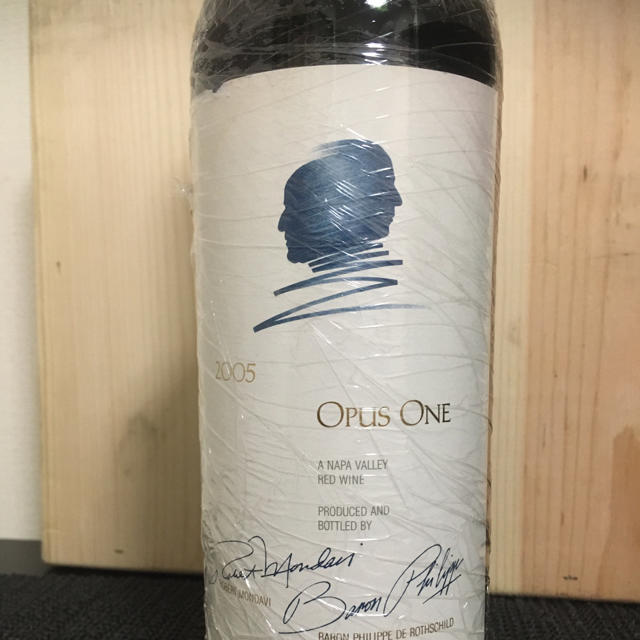 2005
OPUS ONE
A NAPA VALLEY
RED WINE
PRODUCED AND
BOTTLED BY
Robert Mondavi
Baron Philippe
ROBERT MONDAVI
BARON PHILIPPE DE ROTHSCHILD